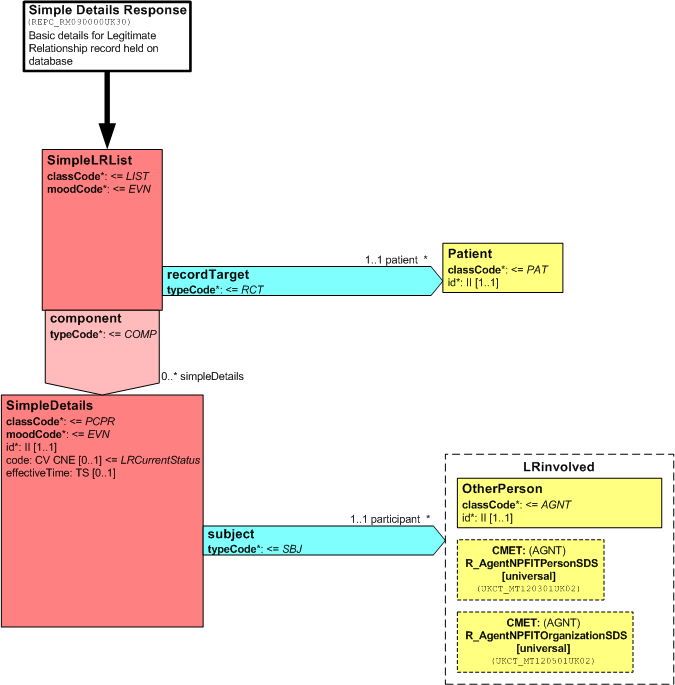 Simple Details Response
(REPC_RM090000UK30)
Basic details for Legitimate
Relationship record held on
database
SimpleLRList
classCode*: <= LIST
moodCode*: <= EVN
1..1 patient *
Patient
classCode*: <= PAT
id*: II [1..1]
recordTarget
typeCode*: <= RCT
component
typeCode*: <= COMP
0..* simpleDetails
SimpleDetails
classCode*: <= PCPR
moodCode*: <= EVN
id*: II [1..1]
code: CV CNE [0..1] <= LRCurrentStatus
effectiveTime: TS [0..1]
1..1 participant *
subject
typeCode*: <= SBJ
LRinvolved
OtherPerson
classCode*: <= AGNT
id*: II [1..1]
CMET: (AGNT)
R_AgentNPFITPersonSDS
[universal]
(UKCT_MT120301UK02)
CMET: (AGNT)
R_AgentNPFITOrganizationSDS
[universal]
(UKCT_MT120501UK02)